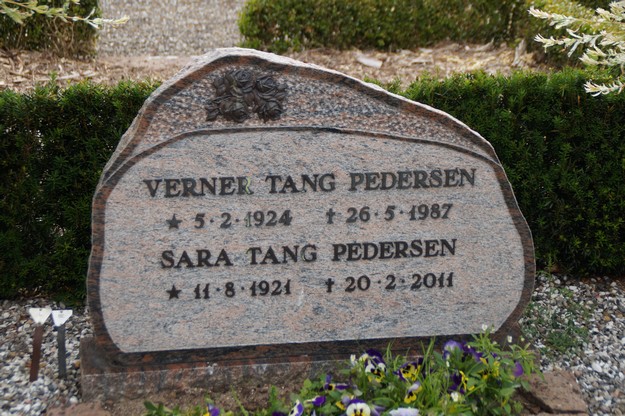 VERNER TANG PEDERSEN
★ 5·2·1924 † 26·5·1987
SARA TANG PEDERSEN
★ 11·8·1921 † 20·2·2011